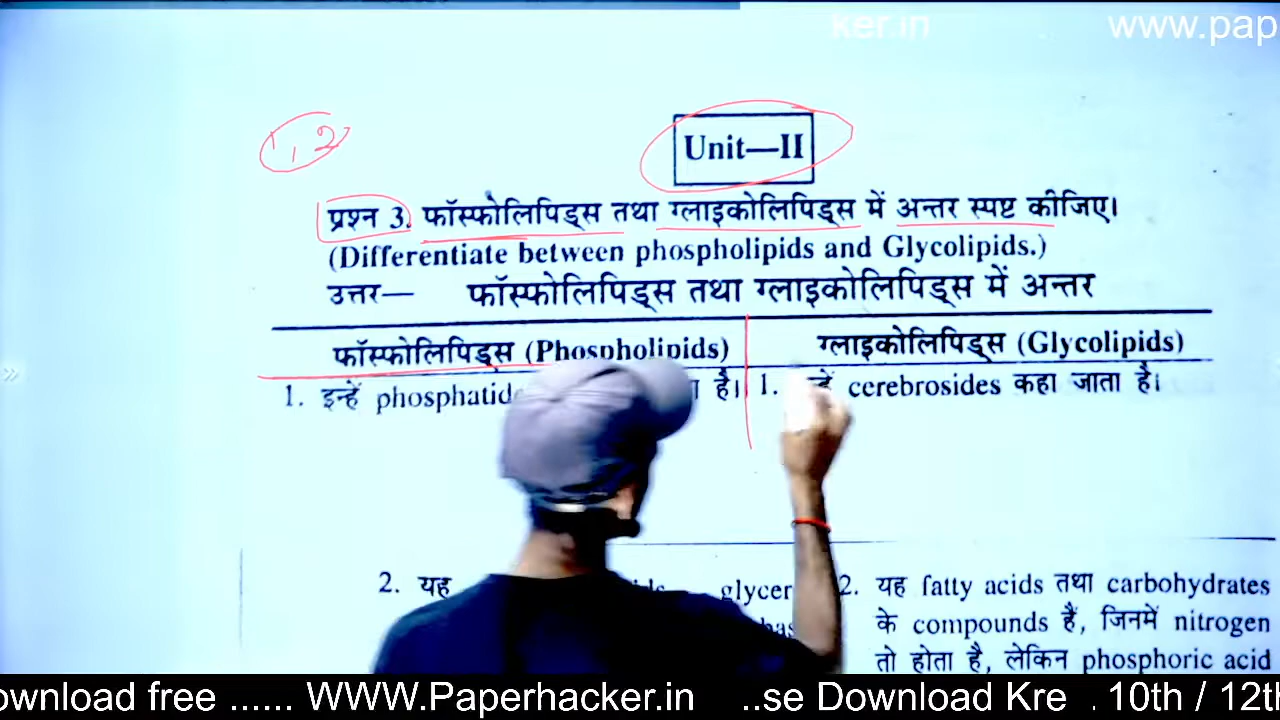 ker.in www.pap
1, 2
Unit—II
प्रश्न 3. फॉस्फोलिपिड्स तथा ग्लाइकोलिपिड्स में अन्तर स्पष्ट कीजिए।
(Differentiate between phospholipids and Glycolipids.)
उत्तर— फॉस्फोलिपिड्स तथा ग्लाइकोलिपिड्स में अन्तर
फॉस्फोलिपिड्स (Phospholipids) ग्लाइकोलिपिड्स (Glycolipids)
1. इन्हें phosphatid है। 1. cerebrosides कहा जाता है।
2. यह glycer 2. यह fatty acids तथा carbohydrates
के compounds हैं, जिनमें nitrogen
तो होता है, लेकिन phosphoric acid
ownload free ...... WWW.Paperhacker.in ..se Download Kre . 10th / 12th